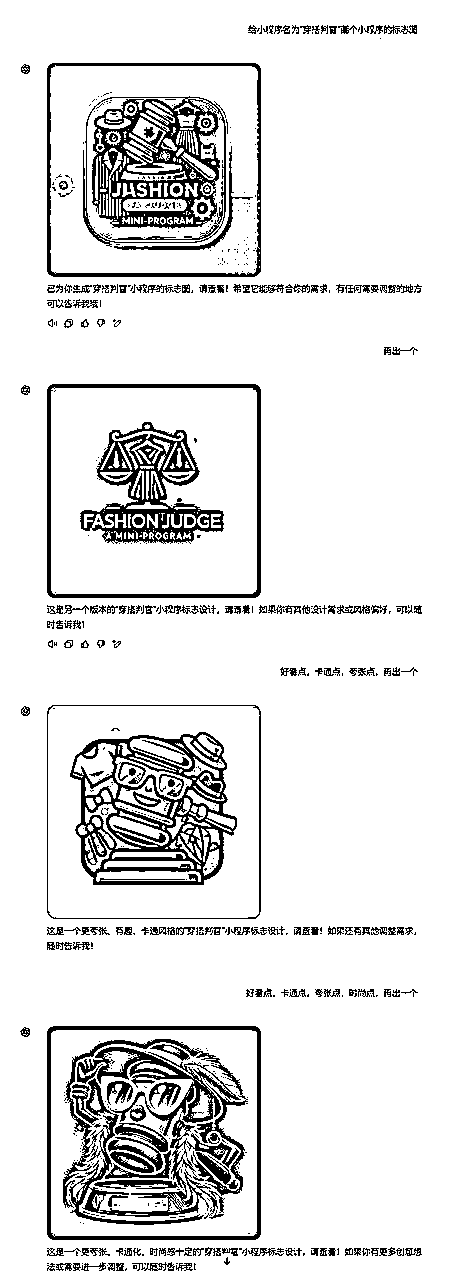 给小程序名为"穿搭判官"画个小程序的标志图
FASHION
MINI-PROGRAM
已为你生成"穿搭判官"小程序的标志图，请查看！希望它能够符合你的需求，有任何需要调整的地方
可以告诉我哦！
再出一个
FASHION JUDGE
A MINI-PROGRAM
这是另一个版本的"穿搭判官"小程序标志设计，请查看！如果你有其他设计需求或风格偏好，可以随
时告诉我！
好看点，卡通点，夸张点，再出一个
这是一个更夸张、有趣、卡通风格的"穿搭判官"小程序标志设计，请查看！如果还有其他调整需求，
随时告诉我！
好看点，卡通点，夸张点，时尚点，再出一个
这是一个更夸张、卡通化、时尚感十足的"穿搭判官"小程序标志设计，请查看！如果你有更多创意想
法或需要进一步调整，可以随时告诉我！